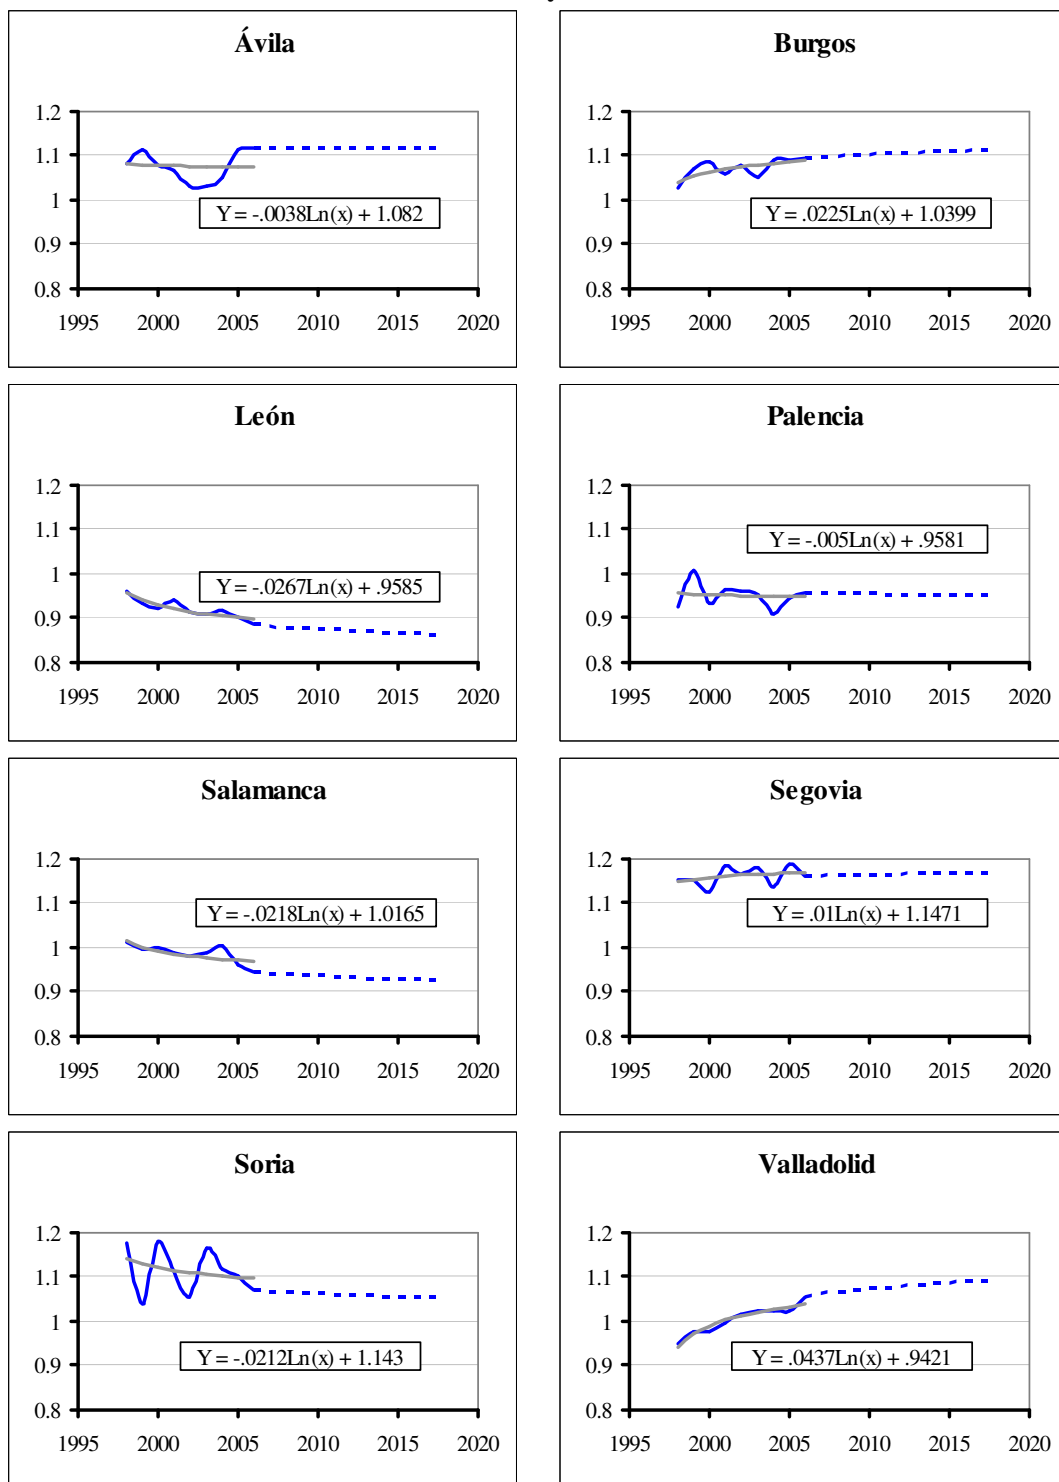 Ávila
1.2
1.1
Y = -.0038Ln(x) + 1.082
1
0.9
0.8
1995 2000 2005 2010 2015 2020
Burgos
1.2
1.1
Y = .0225Ln(x) + 1.0399
1
0.9
0.8
1995 2000 2005 2010 2015 2020
León
1.2
1.1
1
Y = -.0267Ln(x) + .9585
0.9
0.8
1995 2000 2005 2010 2015 2020
Palencia
1.2
1.1
Y = -.005Ln(x) + .9581
1
0.9
0.8
1995 2000 2005 2010 2015 2020
Salamanca
1.2
1.1
Y = -.0218Ln(x) + 1.0165
1
0.9
0.8
1995 2000 2005 2010 2015 2020
Segovia
1.2
1.1
Y = .01Ln(x) + 1.1471
1
0.9
0.8
1995 2000 2005 2010 2015 2020
Soria
1.2
1.1
1
Y = -.0212Ln(x) + 1.143
0.9
0.8
1995 2000 2005 2010 2015 2020
Valladolid
1.2
1.1
1
Y = .0437Ln(x) + .9421
0.9
0.8
1995 2000 2005 2010 2015 2020